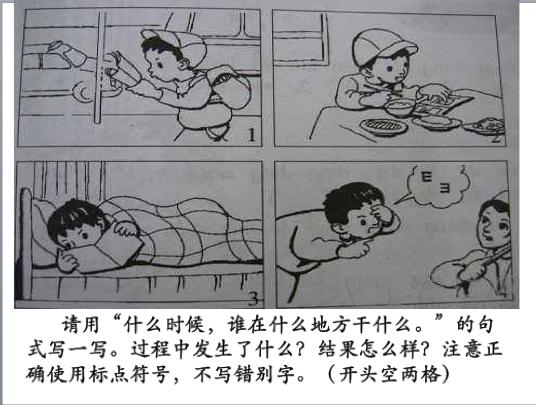 1
2
3
E
ヨ
4
请用“什么时候，谁在什么地方干什么。”的句
式写一写。过程中发生了什么？结果怎么样？注意正
确使用标点符号，不写错别字。（开头空两格）